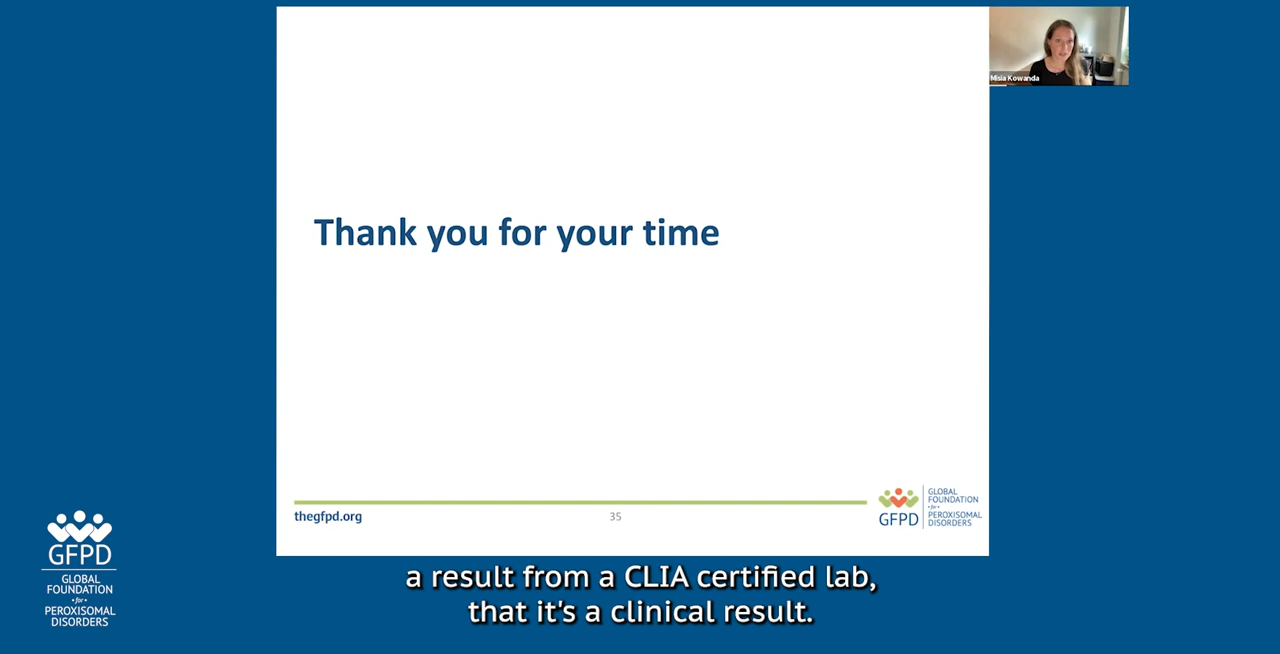 Misia Kowanda
Thank you for your time
thegfpd.org
35
GFPD
GLOBAL
FOUNDATION
for
PEROXISOMAL
DISORDERS
GFPD
GLOBAL
FOUNDATION
for
PEROXISOMAL
DISORDERS
a result from a CLIA certified lab,
that it's a clinical result.